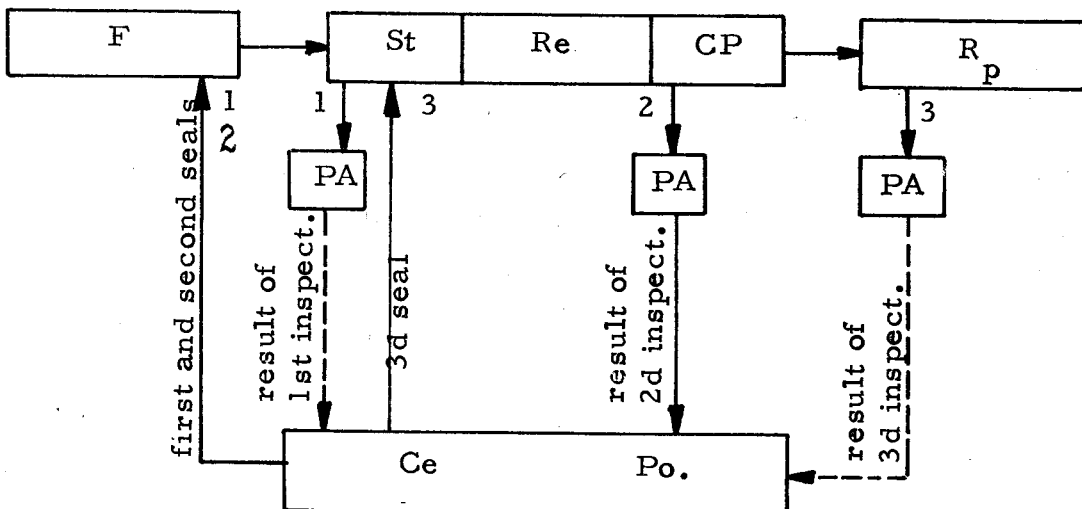 F
St
Re
CP
R
p
1
2
1
3
2
3
PA
PA
PA
first and second seals
result of
1st inspect.
3d seal
result of
2d inspect.
result of
3d inspect.
Ce
Po.